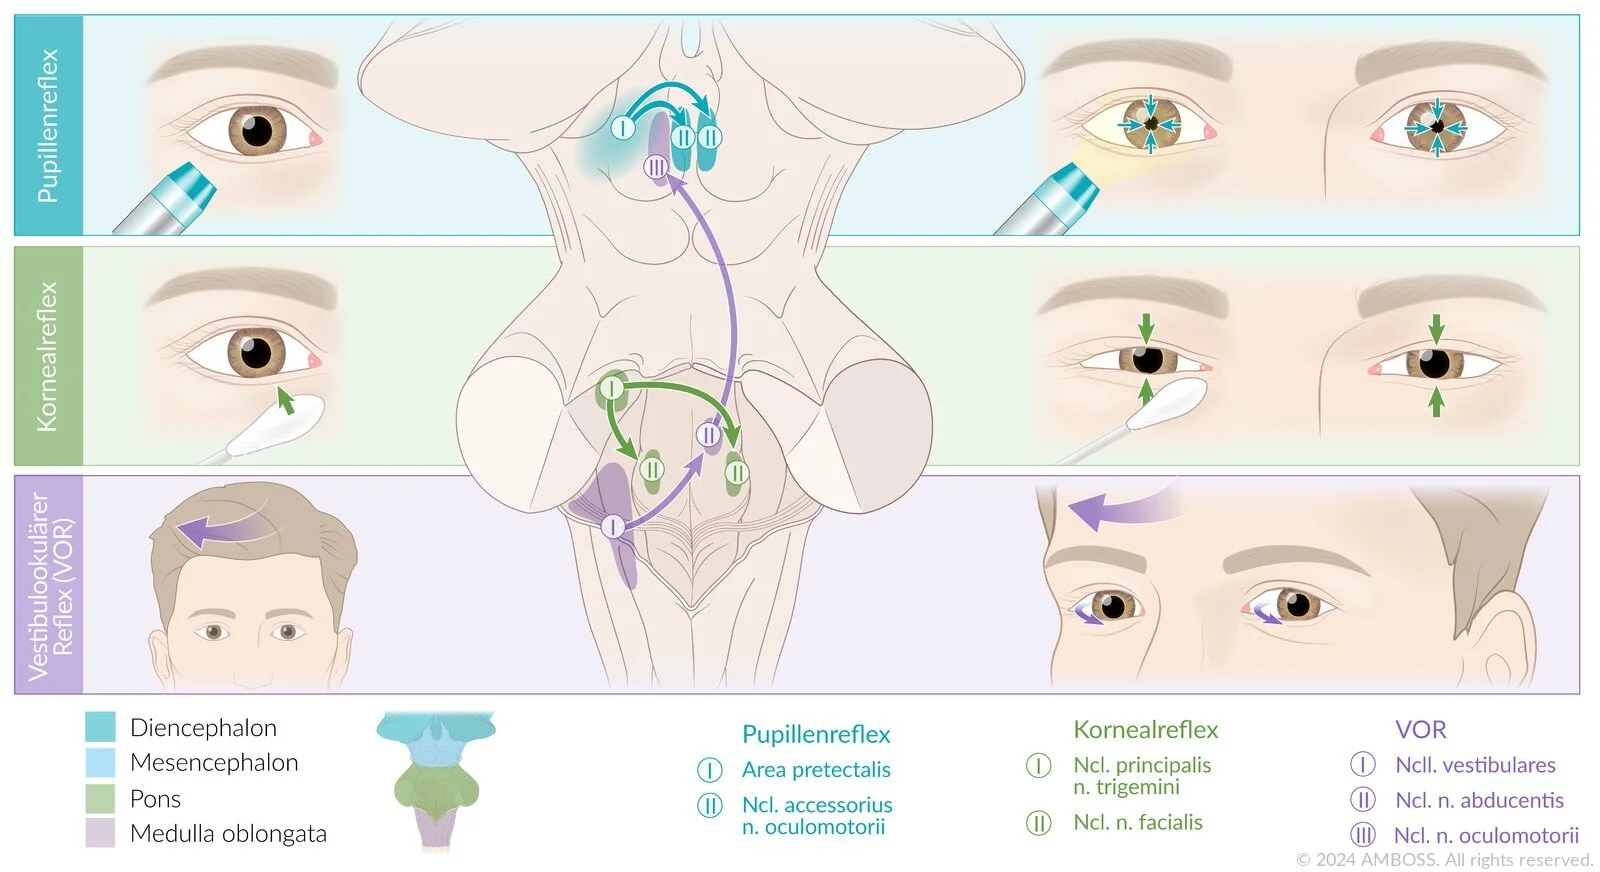 Pupillenreflex
I
II
II
III
Kornealreflex
I
II
II
II
Vestibulookulärer
Reflex (VOR)
I
Diencephalon
Mesencephalon
Pons
Medulla oblongata
Pupillenreflex
I Area pretectalis
II Ncl. accessorius
n. oculomotorii
Kornealreflex
I Ncl. principalis
n. trigemini
II Ncl. n. facialis
VOR
I Ncll. vestibulares
II Ncl. n. abducentis
III Ncl. n. oculomotorii
© 2024 AMBOSS. All rights reserved.